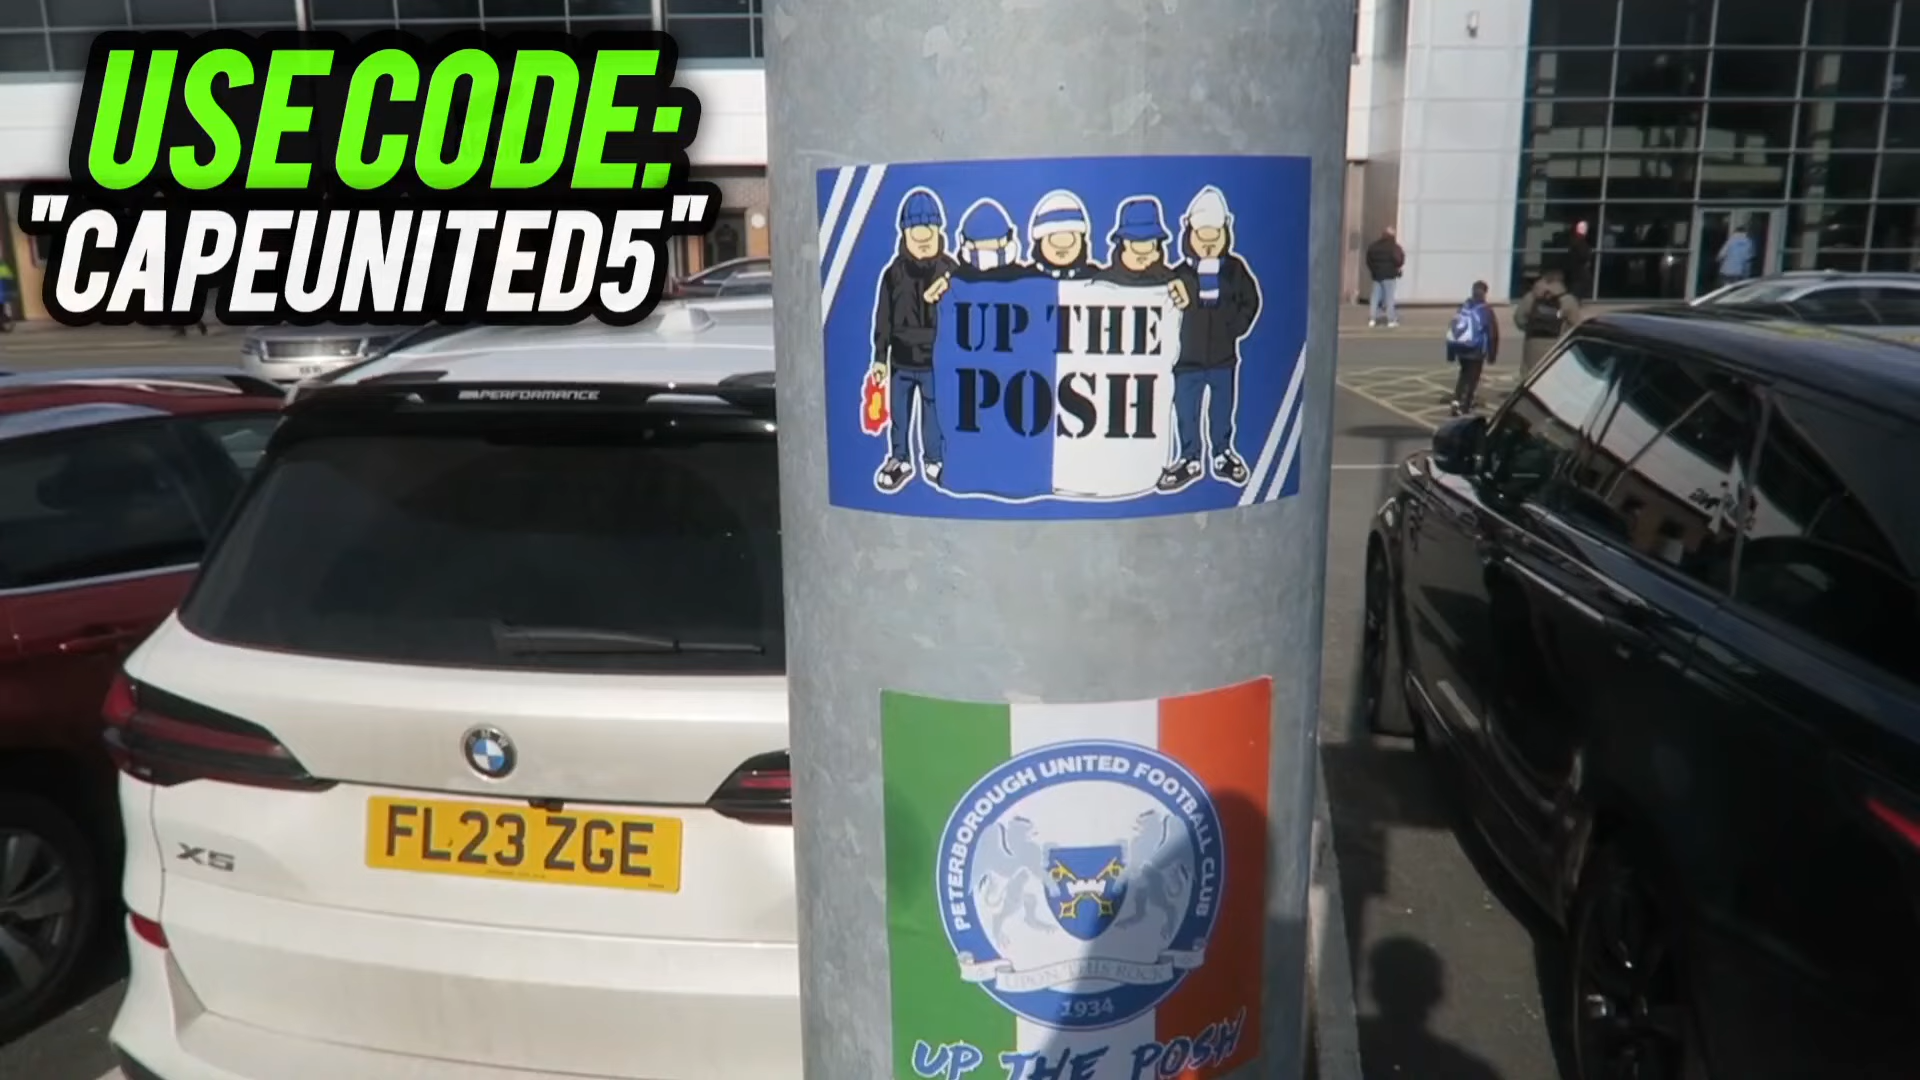 USE CODE:
"CAPEUNITED5"
M PERFORMANCE
UP THE
POSH
BMW
X5
FL23 ZGE
PETERBOROUGH UNITED FOOTBALL CLUB
UPON THIS ROCK
1934
UP THE POSH